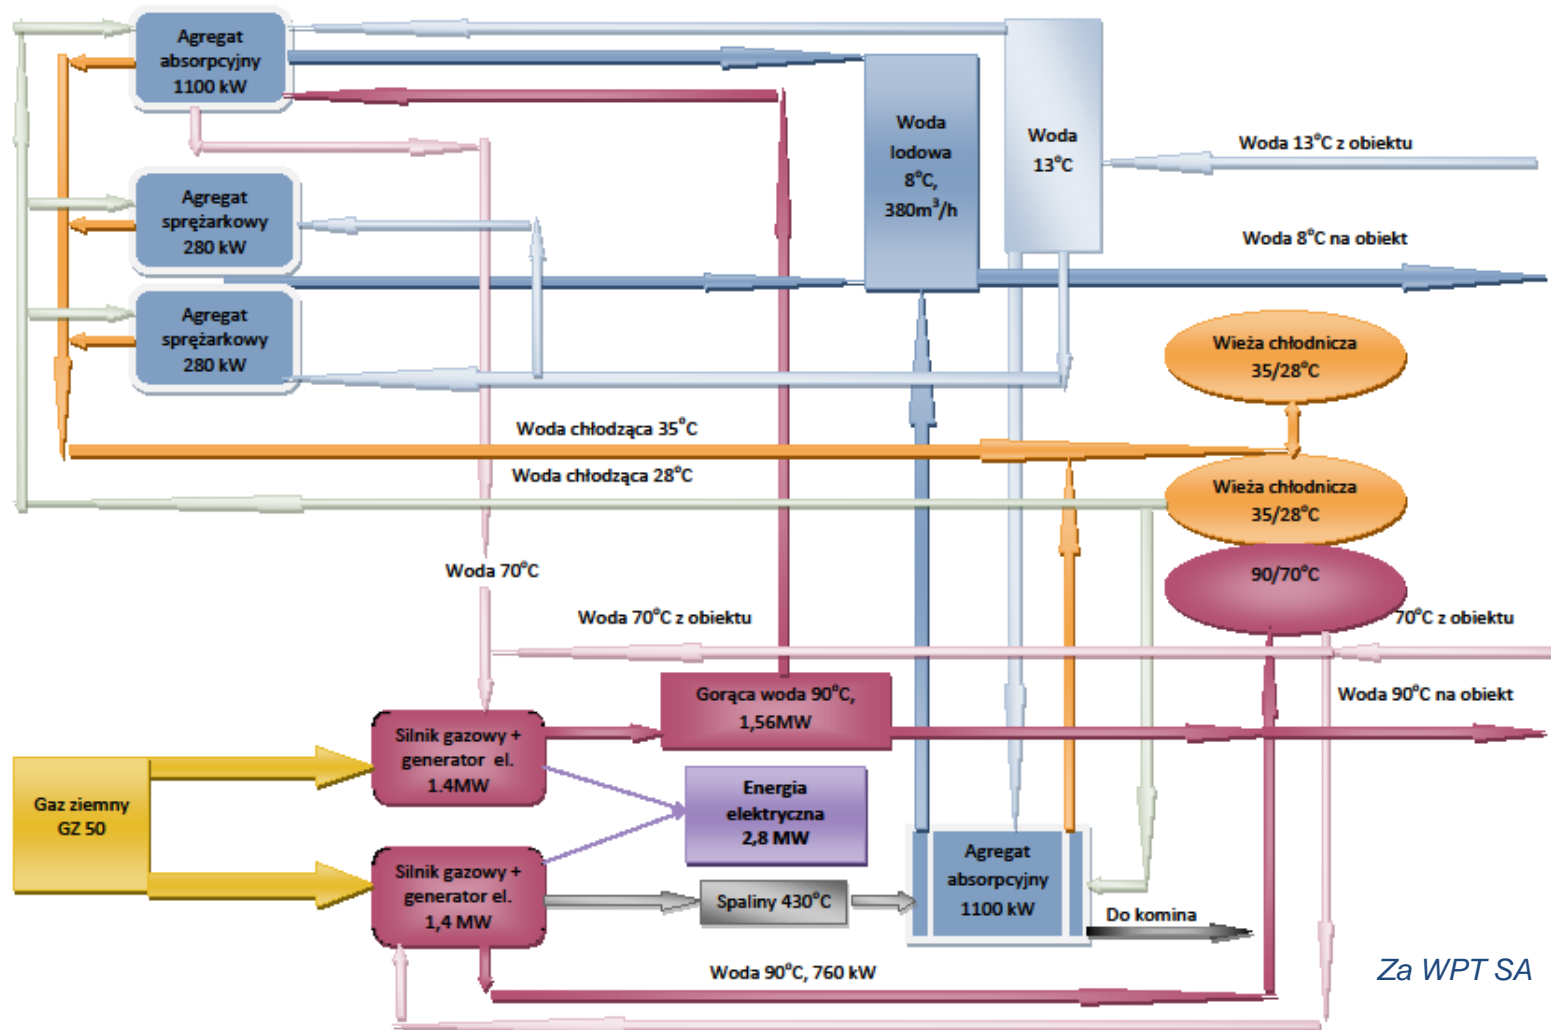 Agregat
absorpcyjny
1100 kW
Woda
lodowa
8°C,
380m³/h
Woda
13°C
Woda 13°C z obiektu
Agregat
sprężarkowy
280 kW
Woda 8°C na obiekt
Agregat
sprężarkowy
280 kW
Wieża chłodnicza
35/28°C
Woda chłodząca 35°C
Woda chłodząca 28°C
Wieża chłodnicza
35/28°C
Woda 70°C
90/70°C
Woda 70°C z obiektu
70°C z obiektu
Gorąca woda 90°C,
1,56MW
Woda 90°C na obiekt
Silnik gazowy +
generator el.
1.4MW
Gaz ziemny
GZ 50
Energia
elektryczna
2,8 MW
Silnik gazowy +
generator el.
1,4 MW
Spaliny 430°C
Agregat
absorpcyjny
1100 kW
Do komina
Woda 90°C, 760 kW
Za WPT SA